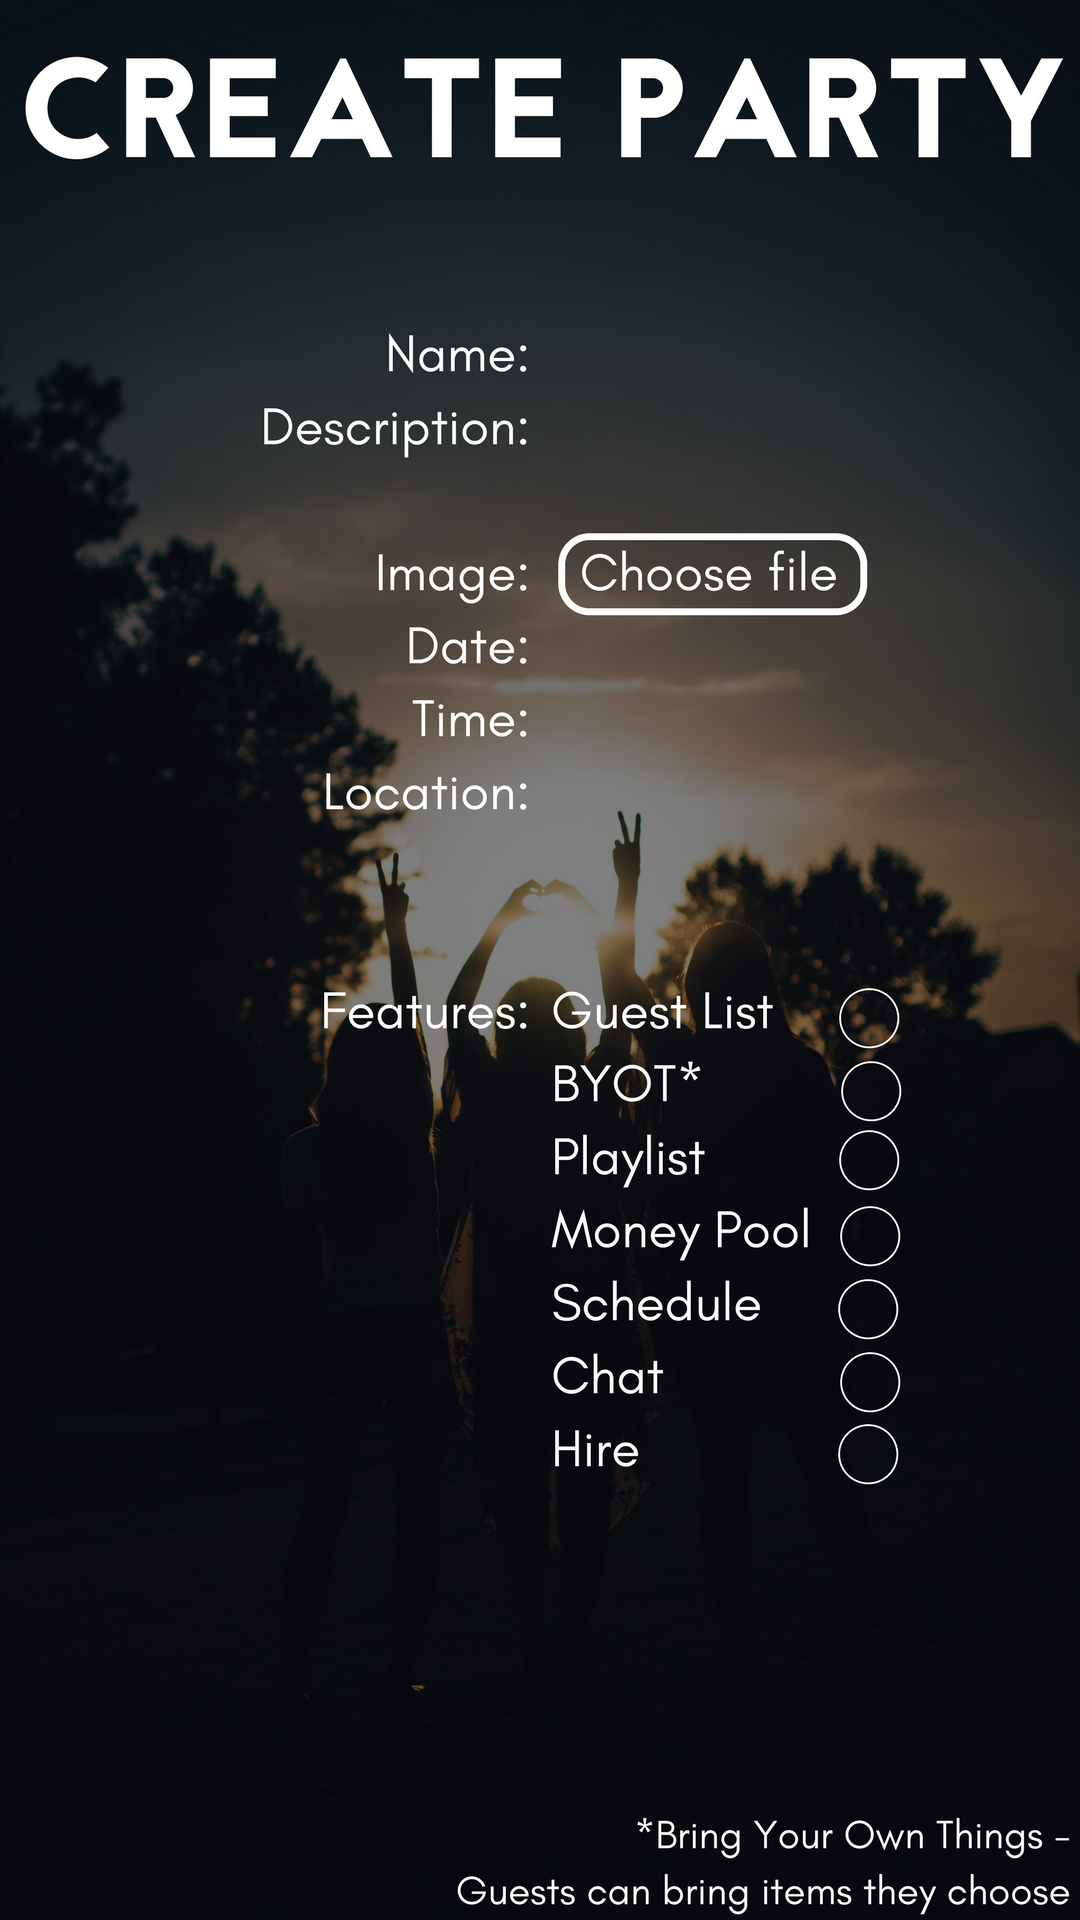 CREATE PARTY
Name:
Description:
Image: Choose file
Date:
Time:
Location:
Features: Guest List
BYOT*
Playlist
Money Pool
Schedule
Chat
Hire
*Bring Your Own Things -
Guests can bring items they choose